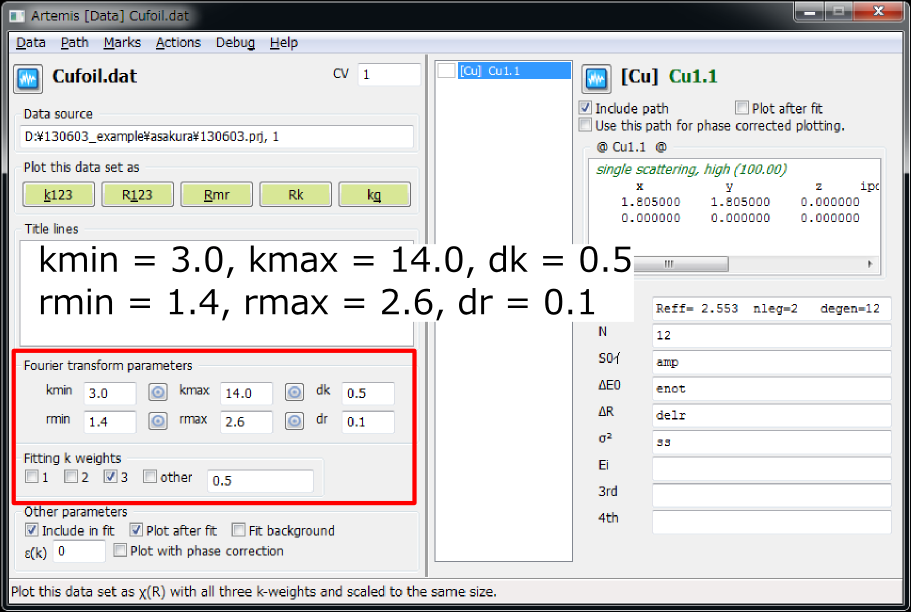 Artemis [Data] Cufoil.dat
Data Path Marks Actions Debug Help
Cufoil.dat
CV 1
Data source
D:¥130603_example¥asakura¥130603.prj, 1
Plot this data set as
k123 R123 Rmr Rk kq
Title lines
kmin = 3.0, kmax = 14.0, dk = 0.5
rmin = 1.4, rmax = 2.6, dr = 0.1
Fourier transform parameters
kmin 3.0 kmax 14.0 dk 0.5
rmin 1.4 rmax 2.6 dr 0.1
Fitting k weights
1 2 3 other 0.5
Other parameters
Include in fit Plot after fit Fit background
ε(k) 0 Plot with phase correction
[Cu] Cu1.1
[Cu] Cu1.1
Include path Plot after fit
Use this path for phase corrected plotting.
@ Cu1.1 @
single scattering, high (100.00)
x y z ipo
1.805000 1.805000 0.000000
0.000000 0.000000 0.000000
Reff= 2.553 nleg=2 degen=12
N 12
S0イ amp
ΔE0 enot
ΔR delr
σ² ss
Ei
3rd
4th
Plot this data set as χ(R) with all three k-weights and scaled to the same size.